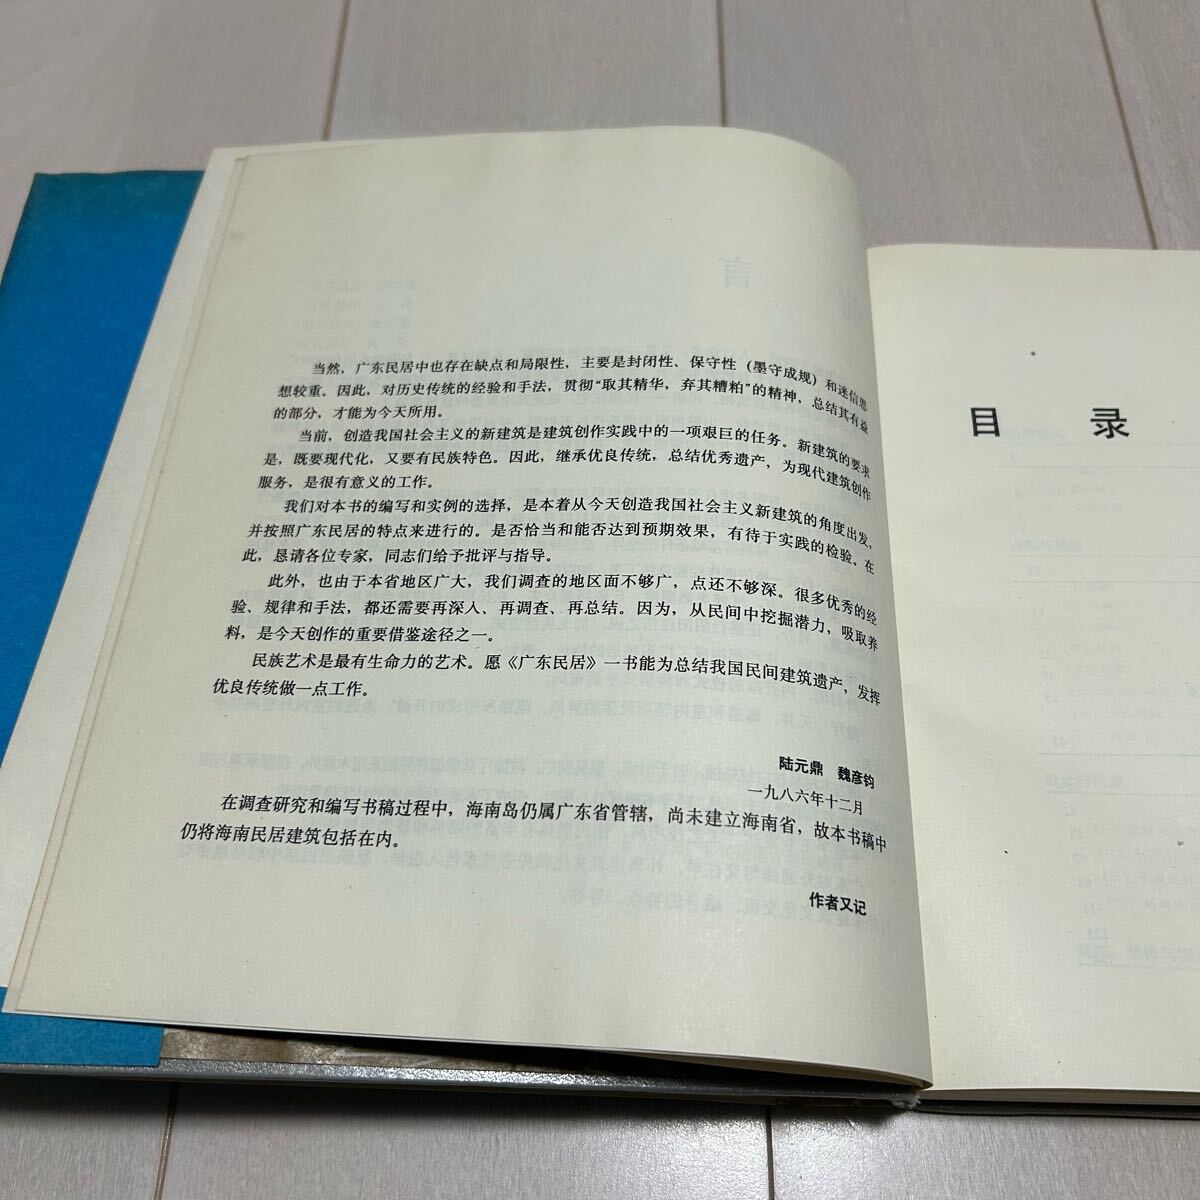 当然，广东民居中也存在缺点和局限性，主要是封闭性、保守性（墨守成规）和迷信思
想较重。因此，对历史传统的经验和手法，贯彻“取其精华，弃其糟粕”的精神，总结其有益
的部分，才能为今天所用。
当前，创造我国社会主义的新建筑是建筑创作实践中的一项艰巨的任务。新建筑的要求
是，既要现代化，又要有民族特色。因此，继承优良传统，总结优秀遗产，为现代建筑创作
服务，是很有意义的工作。
我们对本书的编写和实例的选择，是本着从今天创造我国社会主义新建筑的角度出发，
并按照广东民居的特点来进行的。是否恰当和能否达到预期效果，有待于实践的检验。在
此，恳请各位专家，同志们给予批评与指导。
此外，也由于本省地区广大，我们调查的地区面不够广，点还不够深。很多优秀的经
验、规律和手法，都还需要再深入、再调查、再总结。因为，从民间中挖掘潜力，吸取养
料，是今天创作的重要借鉴途径之一。
民族艺术是最有生命力的艺术。愿《广东民居》一书能为总结我国民间建筑遗产，发挥
优良传统做一点工作。
陆元鼎 魏彦钧
一九八六年十二月
在调查研究和编写书稿过程中，海南岛仍属广东省管辖，尚未建立海南省，故本书稿中
仍将海南民居建筑包括在内。
作者又记
目 录